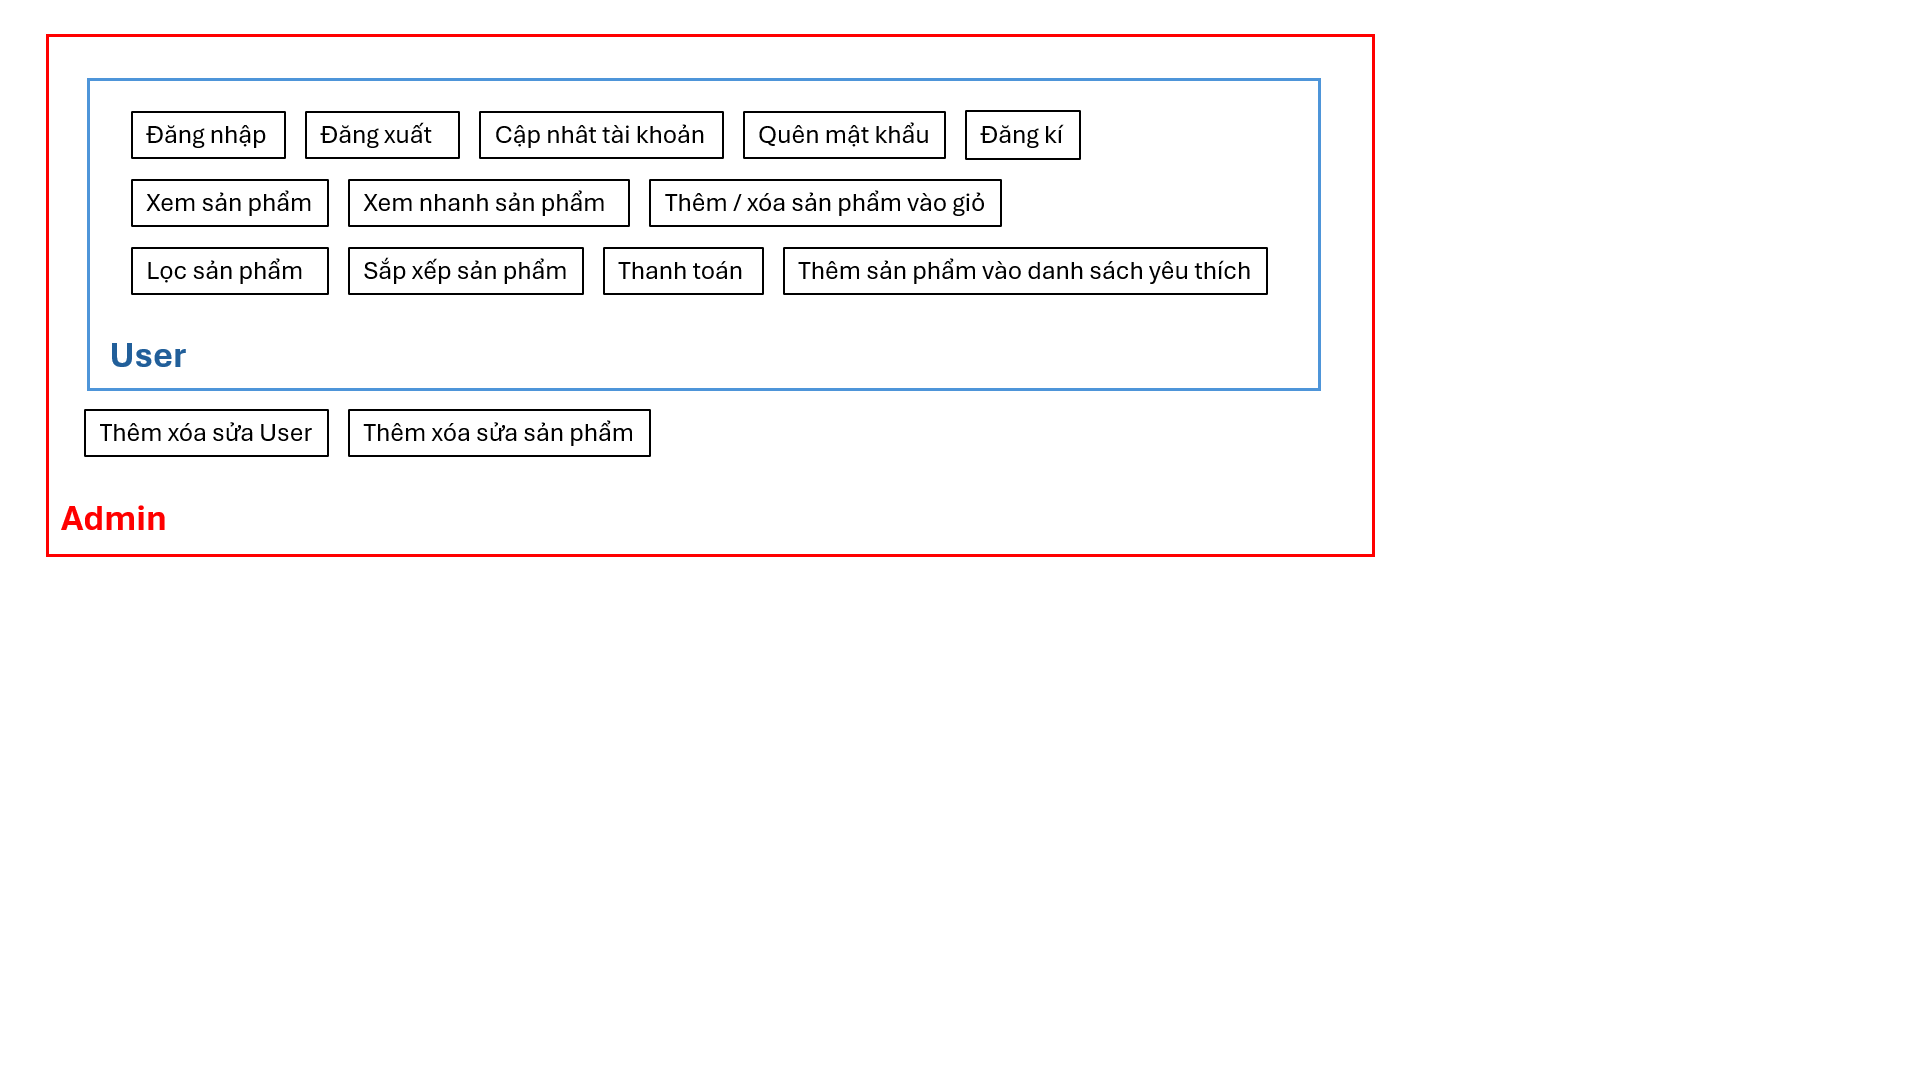 Đăng nhập Đăng xuất Cập nhât tài khoản Quên mật khẩu Đăng kí
Xem sản phẩm Xem nhanh sản phẩm Thêm / xóa sản phẩm vào giỏ
Lọc sản phẩm Sắp xếp sản phẩm Thanh toán Thêm sản phẩm vào danh sách yêu thích
User
Thêm xóa sửa User Thêm xóa sửa sản phẩm
Admin